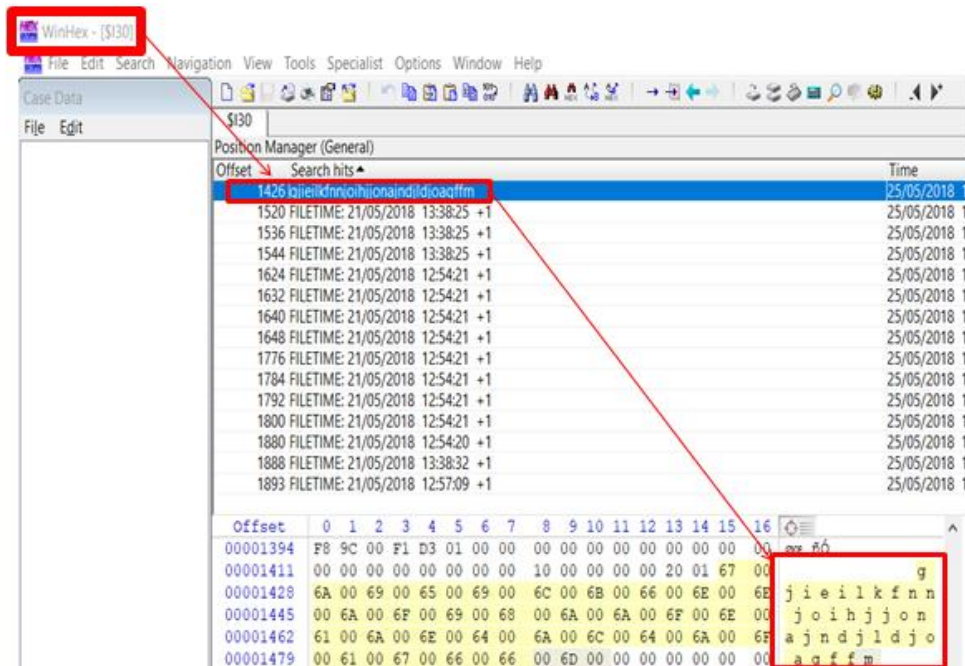 WinHex - [$I30]
File Edit Search Navigation View Tools Specialist Options Window Help
Case Data
File Edit
$I30
Position Manager (General)
Offset Search hits Time
1426 gjieilkfnnjoihjjonajndjldjoagffm 25/05/2018 1
1520 FILETIME: 21/05/2018 13:38:25 +1 25/05/2018 1
1536 FILETIME: 21/05/2018 13:38:25 +1 25/05/2018 1
1544 FILETIME: 21/05/2018 13:38:25 +1 25/05/2018 1
1624 FILETIME: 21/05/2018 12:54:21 +1 25/05/2018 1
1632 FILETIME: 21/05/2018 12:54:21 +1 25/05/2018 1
1640 FILETIME: 21/05/2018 12:54:21 +1 25/05/2018 1
1648 FILETIME: 21/05/2018 12:54:21 +1 25/05/2018 1
1776 FILETIME: 21/05/2018 12:54:21 +1 25/05/2018 1
1784 FILETIME: 21/05/2018 12:54:21 +1 25/05/2018 1
1792 FILETIME: 21/05/2018 12:54:21 +1 25/05/2018 1
1800 FILETIME: 21/05/2018 12:54:21 +1 25/05/2018 1
1880 FILETIME: 21/05/2018 12:54:20 +1 25/05/2018 1
1888 FILETIME: 21/05/2018 13:38:32 +1 25/05/2018 1
1893 FILETIME: 21/05/2018 12:57:09 +1 25/05/2018 1
Offset 0 1 2 3 4 5 6 7 8 9 10 11 12 13 14 15 16
00001394 F8 9C 00 F1 D3 01 00 00 00 00 00 00 00 00 00 00 00 øœ ñÓ
00001411 00 00 00 00 00 00 00 00 10 00 00 00 00 20 01 67 00 g
00001428 6A 00 69 00 65 00 69 00 6C 00 6B 00 66 00 6E 00 6E j i e i l k f n n
00001445 00 6A 00 6F 00 69 00 68 00 6A 00 6A 00 6F 00 6E 00 j o i h j j o n
00001462 61 00 6A 00 6E 00 64 00 6A 00 6C 00 64 00 6A 00 6F a j n d j l d j o
00001479 00 61 00 67 00 66 00 66 00 6D 00 00 00 00 00 00 00 a g f f m